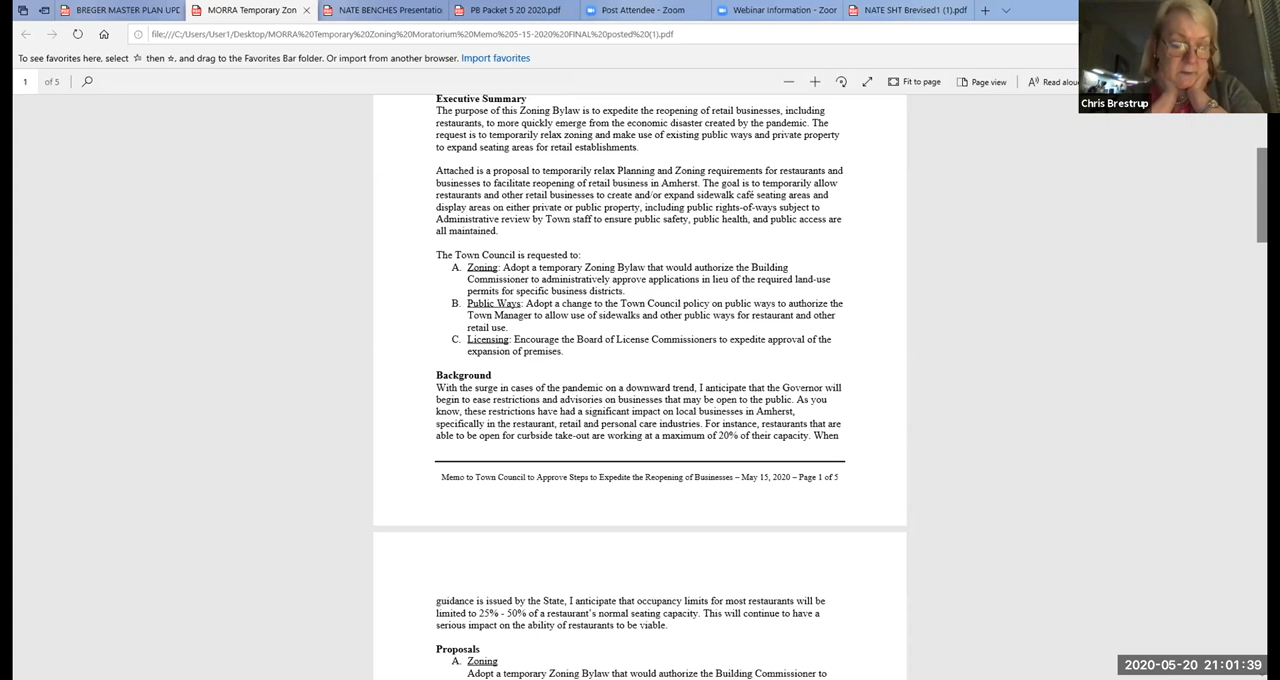 BREGER MASTER PLAN UPD
MORRA Temporary Zon
NATE BENCHES Presentatio
PB Packet 5 20 2020.pdf
Post Attendee - Zoom
Webinar Information - Zoor
NATE SHT Brevised1 (1).pdf
file:///C:/Users/User1/Desktop/MORRA%20Temporary%20Zoning%20Moratorium%20Memo%205-15-2020%20FINAL%20posted%20(1).pdf
To see favorites here, select ☆ then ☆, and drag to the Favorites Bar folder. Or import from another browser. Import favorites
1 of 5
Fit to page
Page view
Read alou
Chris Brestrup
Executive Summary
The purpose of this Zoning Bylaw is to expedite the reopening of retail businesses, including
restaurants, to more quickly emerge from the economic disaster created by the pandemic. The
request is to temporarily relax zoning and make use of existing public ways and private property
to expand seating areas for retail establishments.
Attached is a proposal to temporarily relax Planning and Zoning requirements for restaurants and
businesses to facilitate reopening of retail business in Amherst. The goal is to temporarily allow
restaurants and other retail businesses to create and/or expand sidewalk café seating areas and
display areas on either private or public property, including public rights-of-ways subject to
Administrative review by Town staff to ensure public safety, public health, and public access are
all maintained.
The Town Council is requested to:
A. Zoning: Adopt a temporary Zoning Bylaw that would authorize the Building
Commissioner to administratively approve applications in lieu of the required land-use
permits for specific business districts.
B. Public Ways: Adopt a change to the Town Council policy on public ways to authorize the
Town Manager to allow use of sidewalks and other public ways for restaurant and other
retail use.
C. Licensing: Encourage the Board of License Commissioners to expedite approval of the
expansion of premises.
Background
With the surge in cases of the pandemic on a downward trend, I anticipate that the Governor will
begin to ease restrictions and advisories on businesses that may be open to the public. As you
know, these restrictions have had a significant impact on local businesses in Amherst,
specifically in the restaurant, retail and personal care industries. For instance, restaurants that are
able to be open for curbside take-out are working at a maximum of 20% of their capacity. When
Memo to Town Council to Approve Steps to Expedite the Reopening of Businesses – May 15, 2020 – Page 1 of 5
guidance is issued by the State, I anticipate that occupancy limits for most restaurants will be
limited to 25% - 50% of a restaurant's normal seating capacity. This will continue to have a
serious impact on the ability of restaurants to be viable.
Proposals
A. Zoning
Adopt a temporary Zoning Bylaw that would authorize the Building Commissioner to
2020-05-20 21:01:39